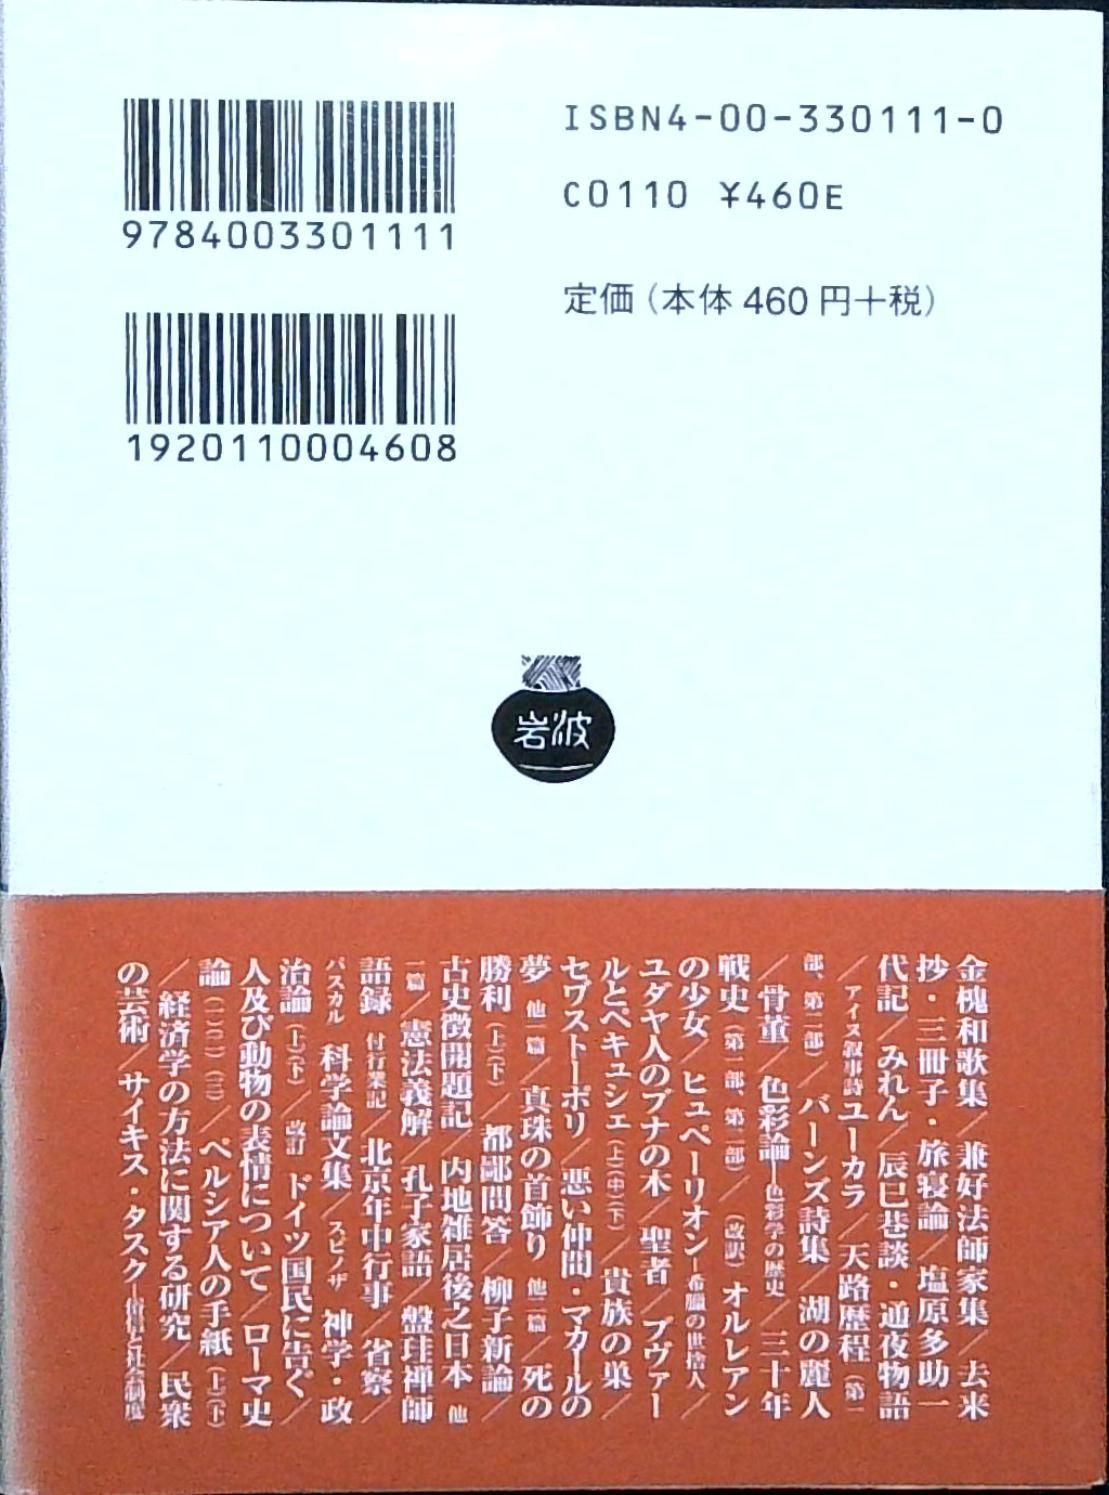 9784003301111
1920110004608
ISBN4-00-330111-0
C0110 ¥460E
定価（本体 460 円＋税）
岩波
金槐和歌集／兼好法師家集／去来
抄・三冊子・旅寝論／塩原多助一
代記／みれん／辰巳巷談・通夜物語
／アイヌ叙事詩ユーカラ／天路歴程（第一
部、第二部）／バーンズ詩集／湖の麗人
／骨董／色彩論―色彩学の歴史／三十年
戦史（第一部、第二部）／（改訳）オルレアン
の少女／ヒュペーリオン―希臘の世捨人／
ユダヤ人のブナの木／聖者／ブヴァー
ルとペキュシェ（上）（中）（下）／貴族の巣／
セヴストーポリ／悪い仲間・マカールの
夢 他一篇／真珠の首飾り 他二篇／死の
勝利（上）（下）／都鄙問答／柳子新論／
古史徴開題記／内地雑居後之日本 他
一篇／憲法義解／孔子家語／盤珪禅師
語録 付行業記／北京年中行事／省察／
パスカル 科学論文集／スピノザ 神学・政
治論（上）（下）／改訂 ドイツ国民に告ぐ／
人及び動物の表情について／ローマ史
論（一）（二）（三）／ペルシア人の手紙（上）（下）
／経済学の方法に関する研究／民衆
の芸術／サイキス・タスク―俗信と社会制度